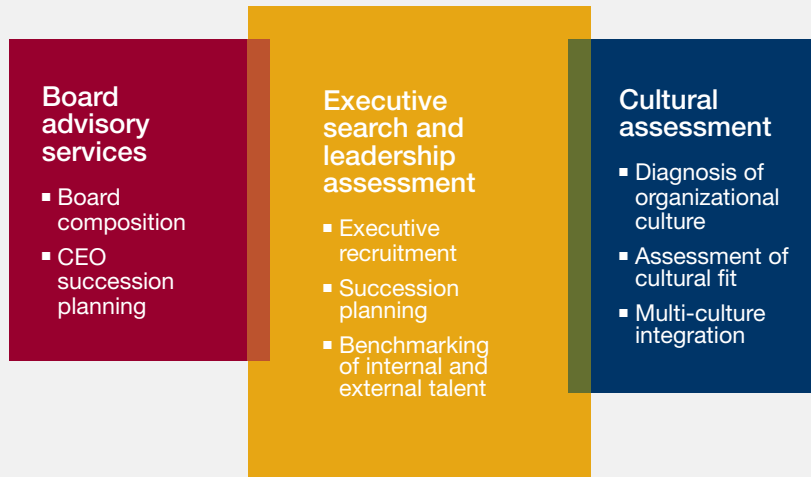 Board
advisory
services
▪ Board
composition
▪ CEO
succession
planning
Executive
search and
leadership
assessment
▪ Executive
recruitment
▪ Succession
planning
▪ Benchmarking
of internal and
external talent
Cultural
assessment
▪ Diagnosis of
organizational
culture
▪ Assessment of
cultural fit
▪ Multi-culture
integration